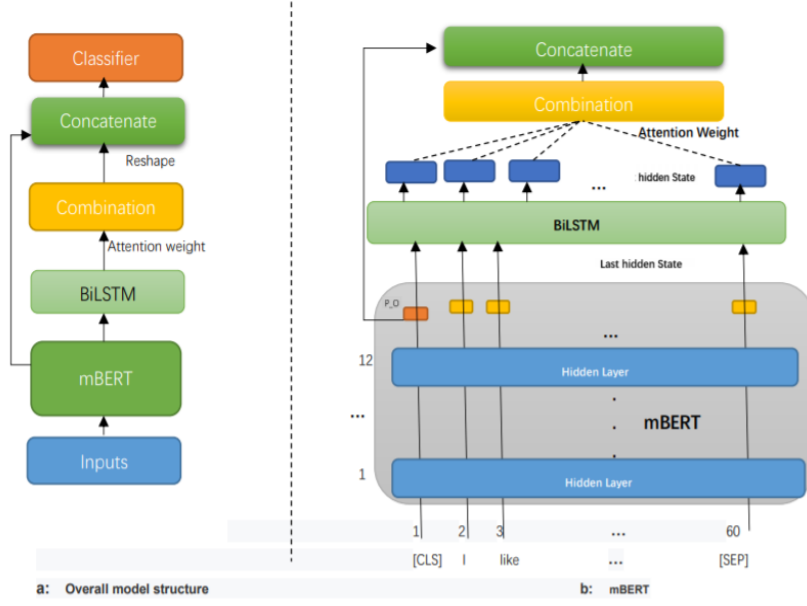 Classifier
Concatenate
Reshape
Combination
Attention weight
BiLSTM
mBERT
Inputs
a: Overall model structure
Concatenate
Combination
Attention Weight
... hidden State
BiLSTM
Last hidden State
P_O
...
12 Hidden Layer
...
mBERT
1 Hidden Layer
1 2 3 ... 60
[CLS] I like ... [SEP]
b: mBERT